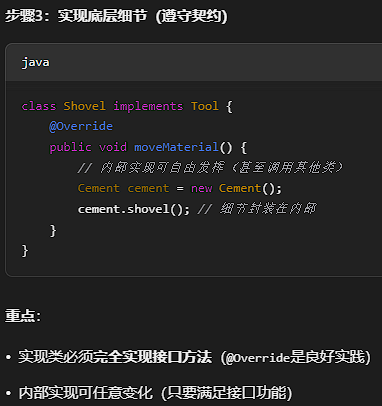 步骤3：实现底层细节（遵守契约）
java
class Shovel implements Tool {
@Override
public void moveMaterial() {
// 内部实现可自由发挥（甚至调用其他类）
Cement cement = new Cement();
cement.shovel(); // 细节封装在内部
}
}
重点：
• 实现类必须完全实现接口方法（@Override是良好实践）
• 内部实现可任意变化（只要满足接口功能）